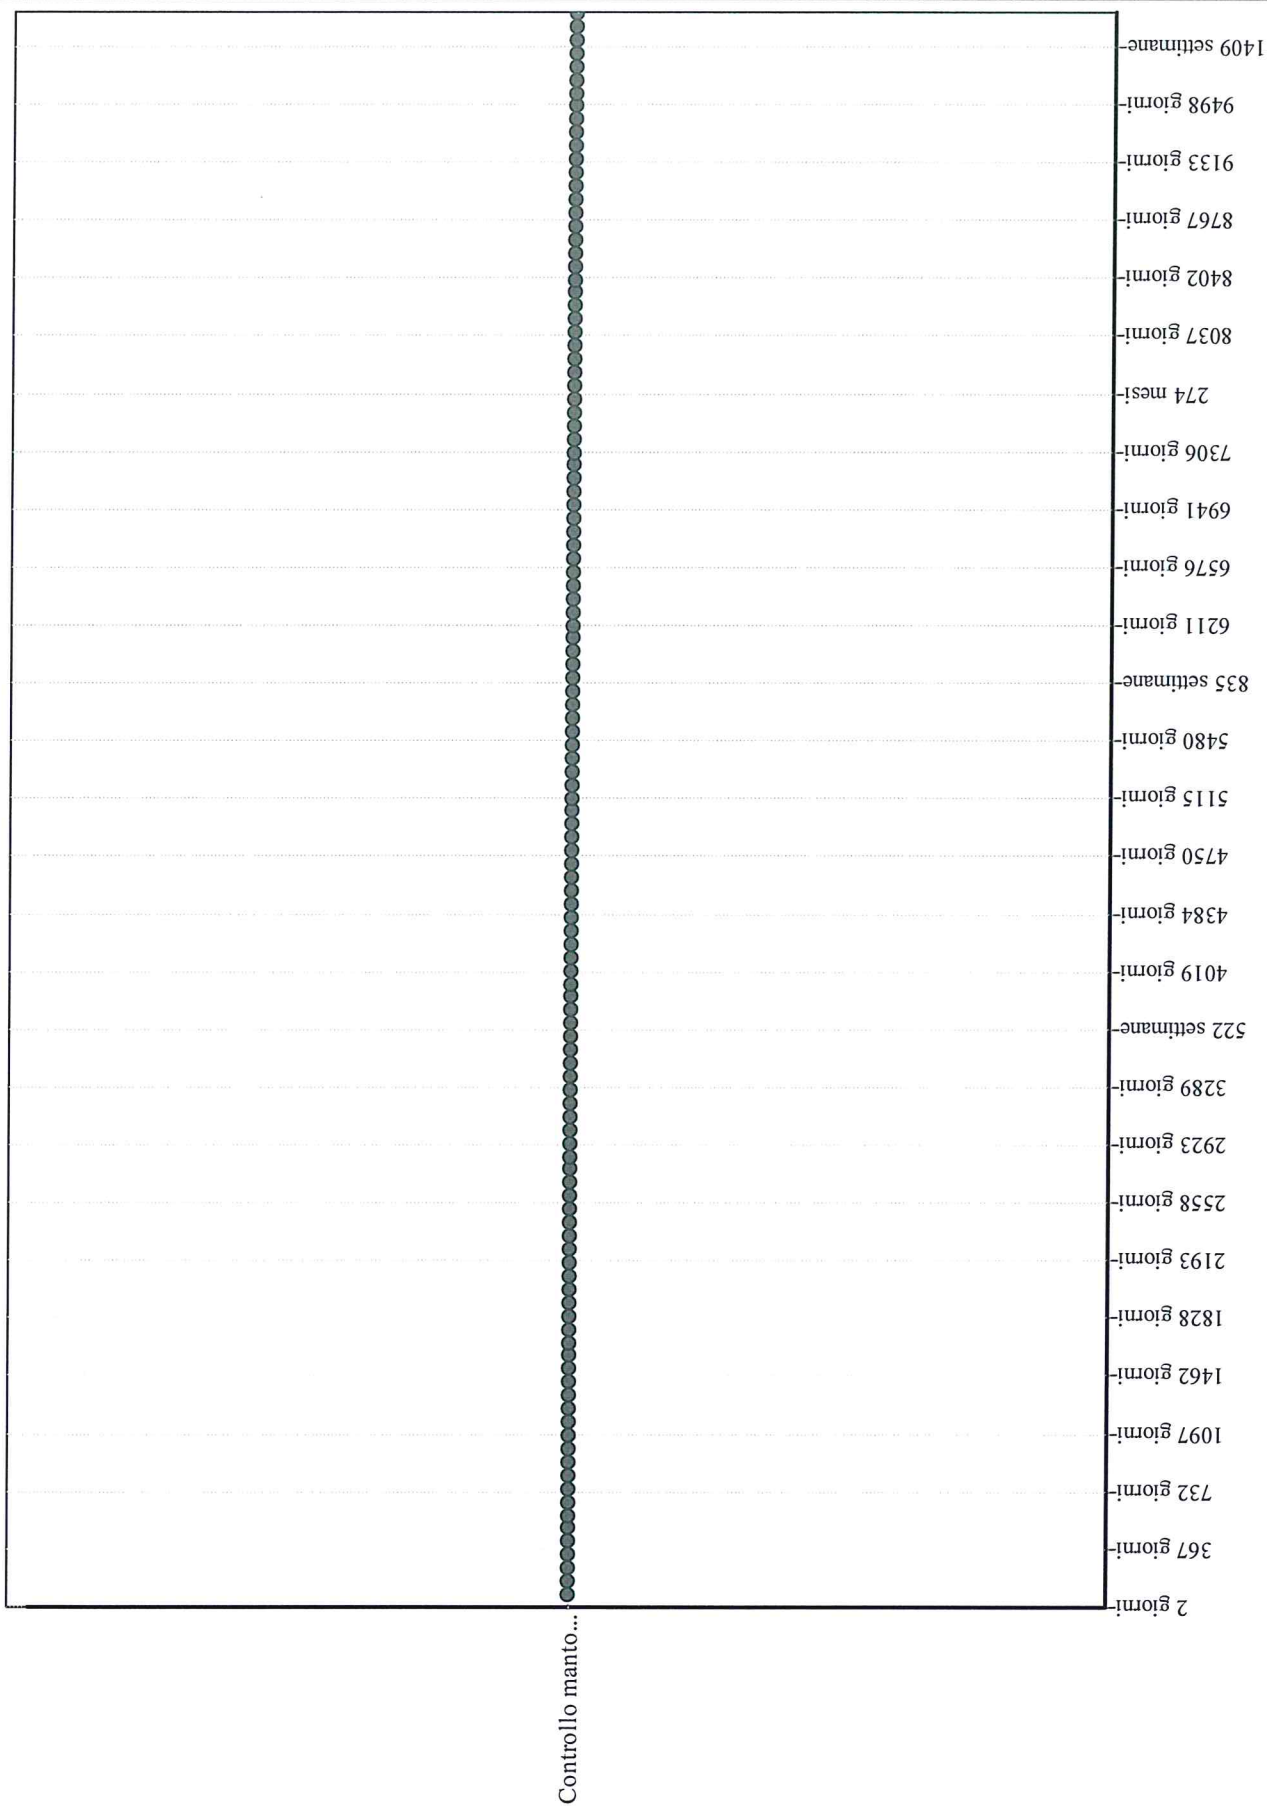 1409 settimane
9498 giorni
9133 giorni
8767 giorni
8402 giorni
8037 giorni
274 mesi
7306 giorni
6941 giorni
6576 giorni
6211 giorni
835 settimane
5480 giorni
5115 giorni
4750 giorni
4384 giorni
4019 giorni
522 settimane
3289 giorni
2923 giorni
2558 giorni
2193 giorni
1828 giorni
1462 giorni
1097 giorni
732 giorni
367 giorni
2 giorni
Controllo manto...